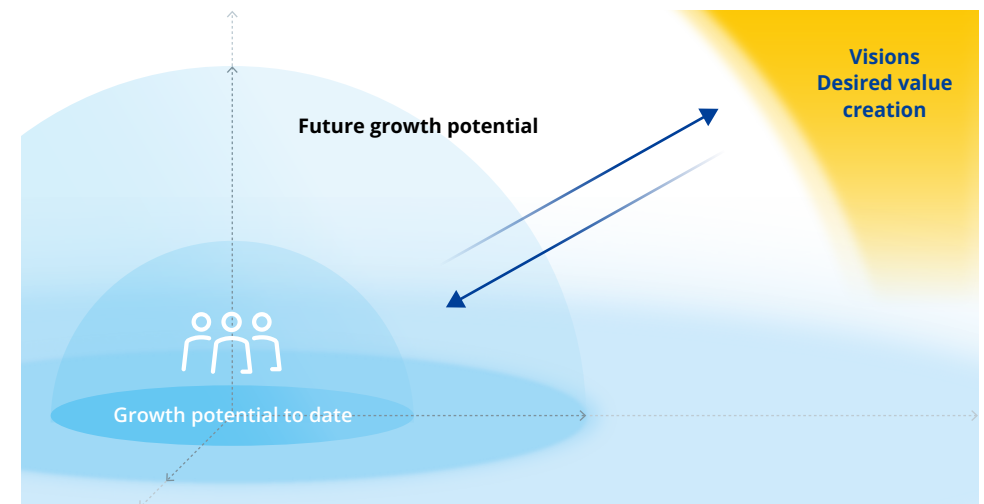 Visions
Desired value
creation
Future growth potential
Growth potential to date